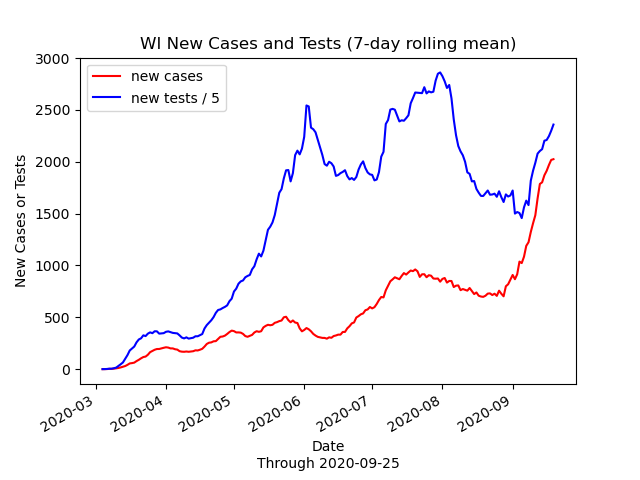 WI New Cases and Tests (7-day rolling mean)
new cases
new tests / 5
New Cases or Tests
3000
2500
2000
1500
1000
500
0
2020-03
2020-04
2020-05
2020-06
2020-07
2020-08
2020-09
Date
Through 2020-09-25